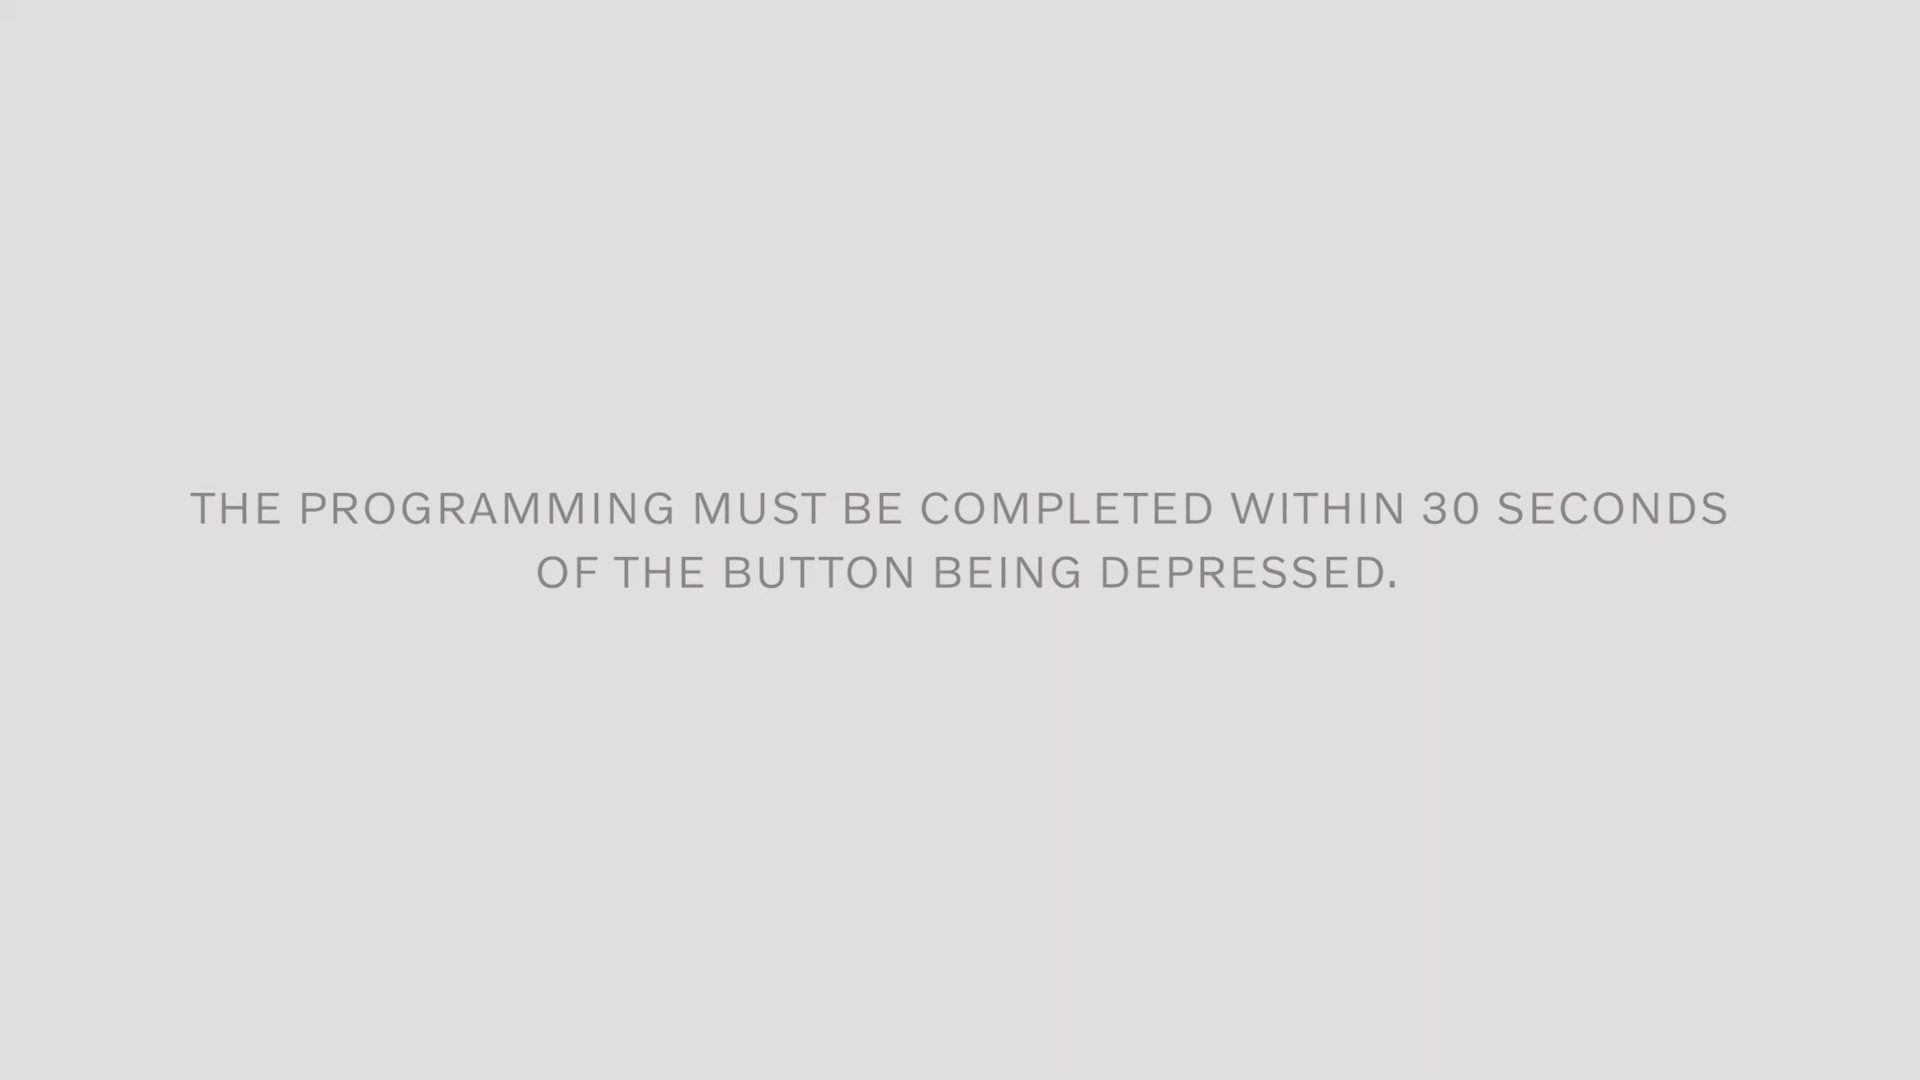 THE PROGRAMMING MUST BE COMPLETED WITHIN 30 SECONDS
OF THE BUTTON BEING DEPRESSED.